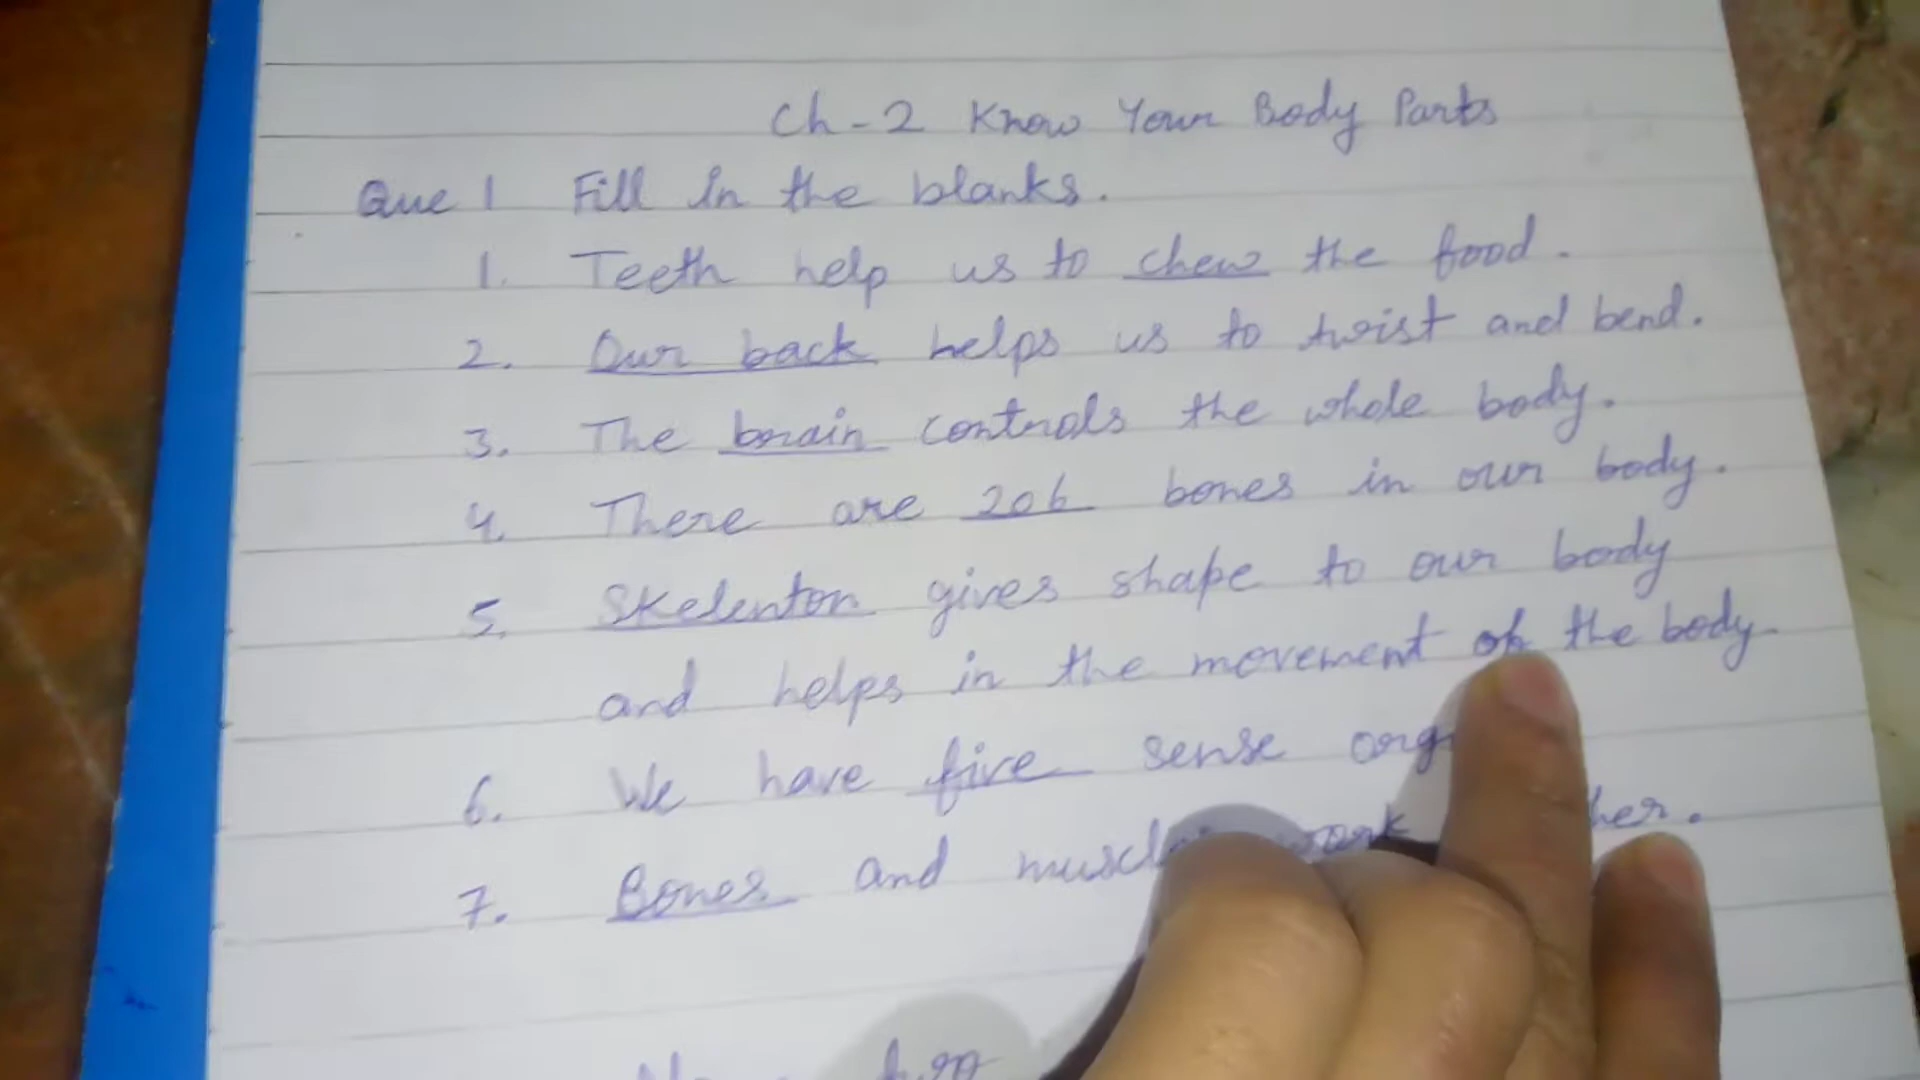 Ch-2 Know Your Body Parts
Que 1 Fill in the blanks.
1. Teeth help us to chew the food.
2. Our back helps us to twist and bend.
3. The brain controls the whole body.
4. There are 206 bones in our body.
5. Skelenton gives shape to our body
and helps in the movement of the body
6. We have five sense
7. Bones and work